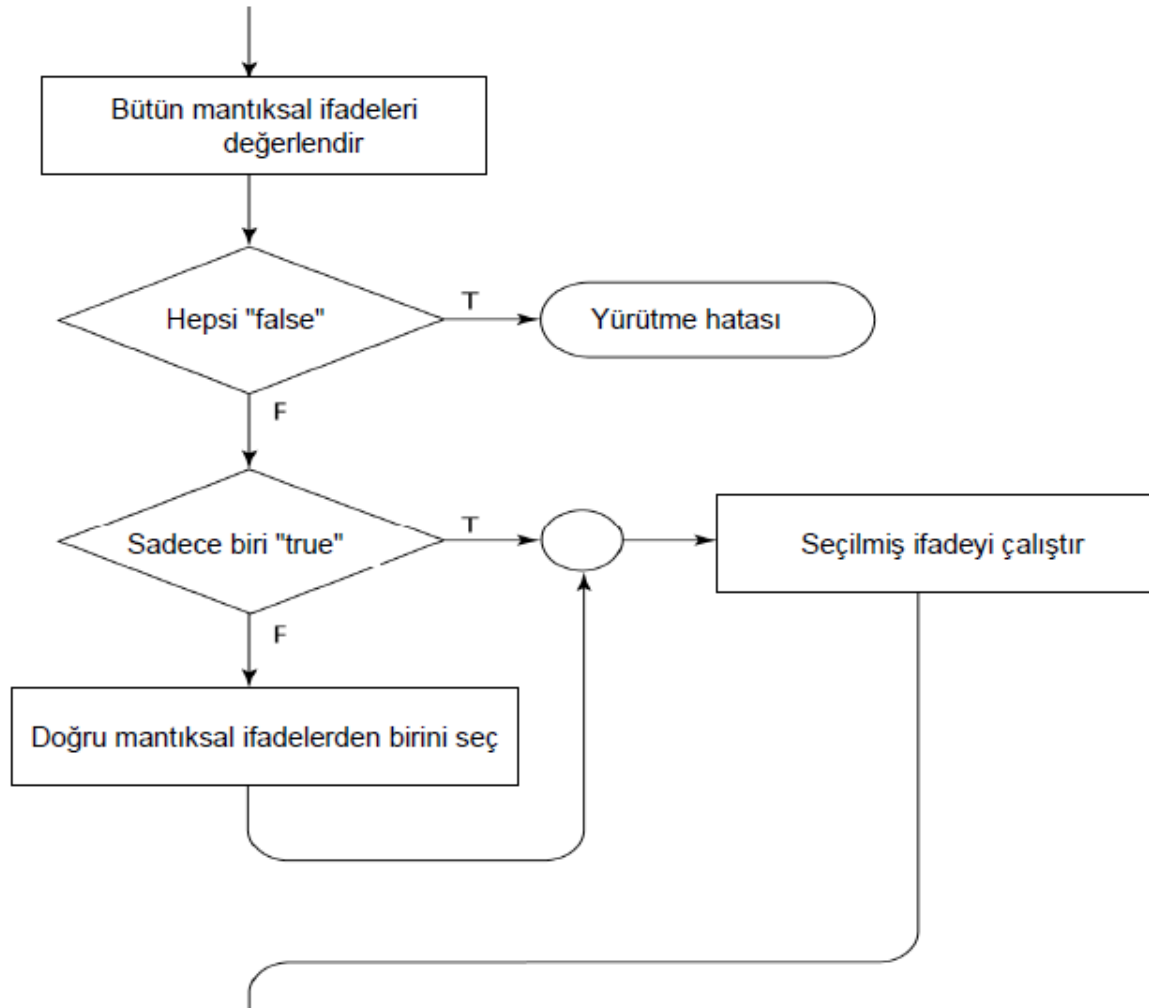 Bütün mantıksal ifadeleri
değerlendir
Hepsi "false"
T
Yürütme hatası
F
Sadece biri "true"
T
Seçilmiş ifadeyi çalıştır
F
Doğru mantıksal ifadelerden birini seç